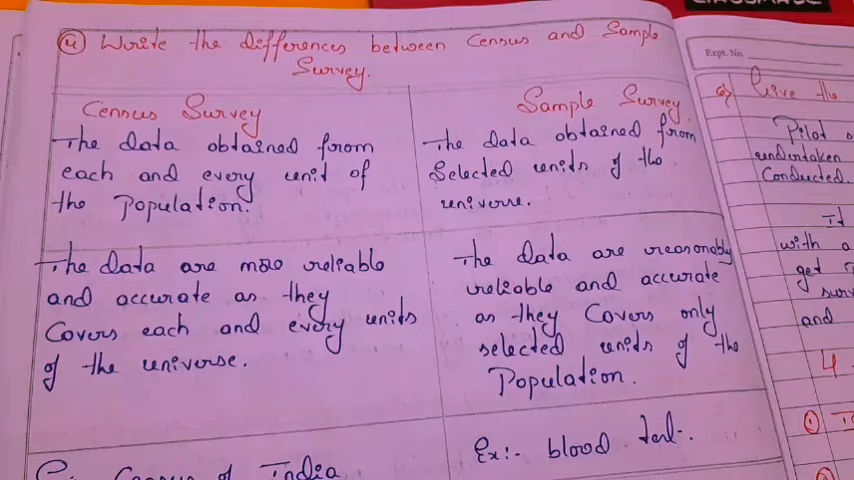 4) Write the differences between Census and Sample
Survey.
Census Survey
The data obtained from
each and every unit of
the Population.
The data are more reliable
and accurate as they
Covers each and every units
of the universe.
Census of India
Sample Survey
The data obtained from
Selected units of the
universe.
The data are reasonably
reliable and accurate
as they Covers only
selected units of the
Population.
Ex:- blood test.
Expt. No.
Give the
Pilot
undertaken
Conducted.
with a
get
and
4